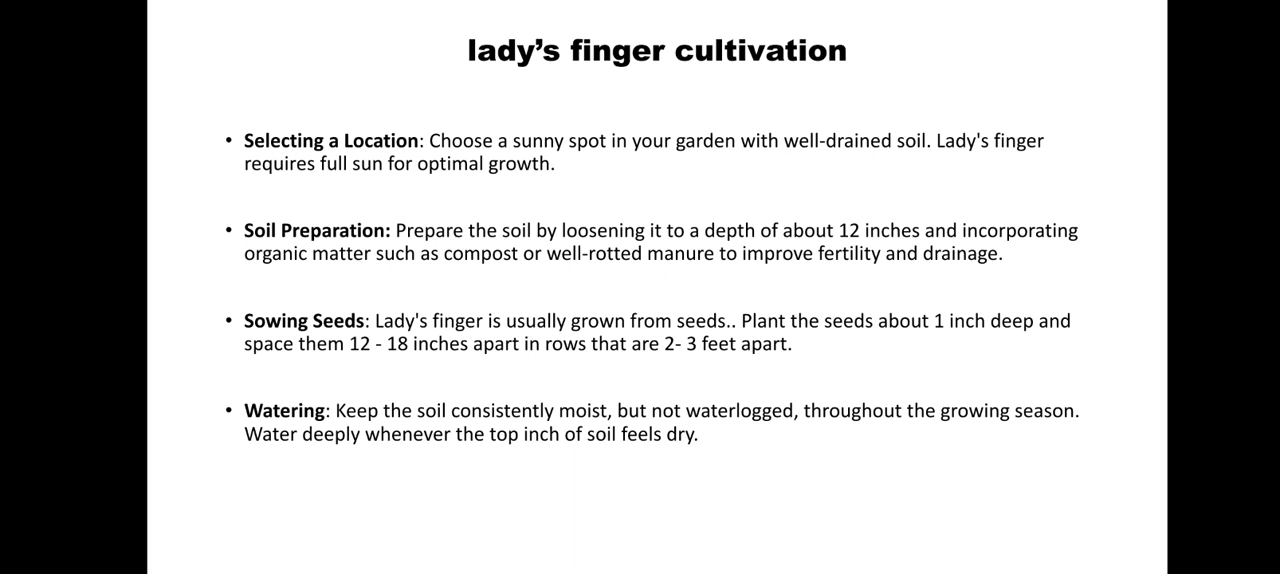 lady’s finger cultivation
• Selecting a Location: Choose a sunny spot in your garden with well-drained soil. Lady's finger
requires full sun for optimal growth.
• Soil Preparation: Prepare the soil by loosening it to a depth of about 12 inches and incorporating
organic matter such as compost or well-rotted manure to improve fertility and drainage.
• Sowing Seeds: Lady's finger is usually grown from seeds.. Plant the seeds about 1 inch deep and
space them 12 - 18 inches apart in rows that are 2- 3 feet apart.
• Watering: Keep the soil consistently moist, but not waterlogged, throughout the growing season.
Water deeply whenever the top inch of soil feels dry.